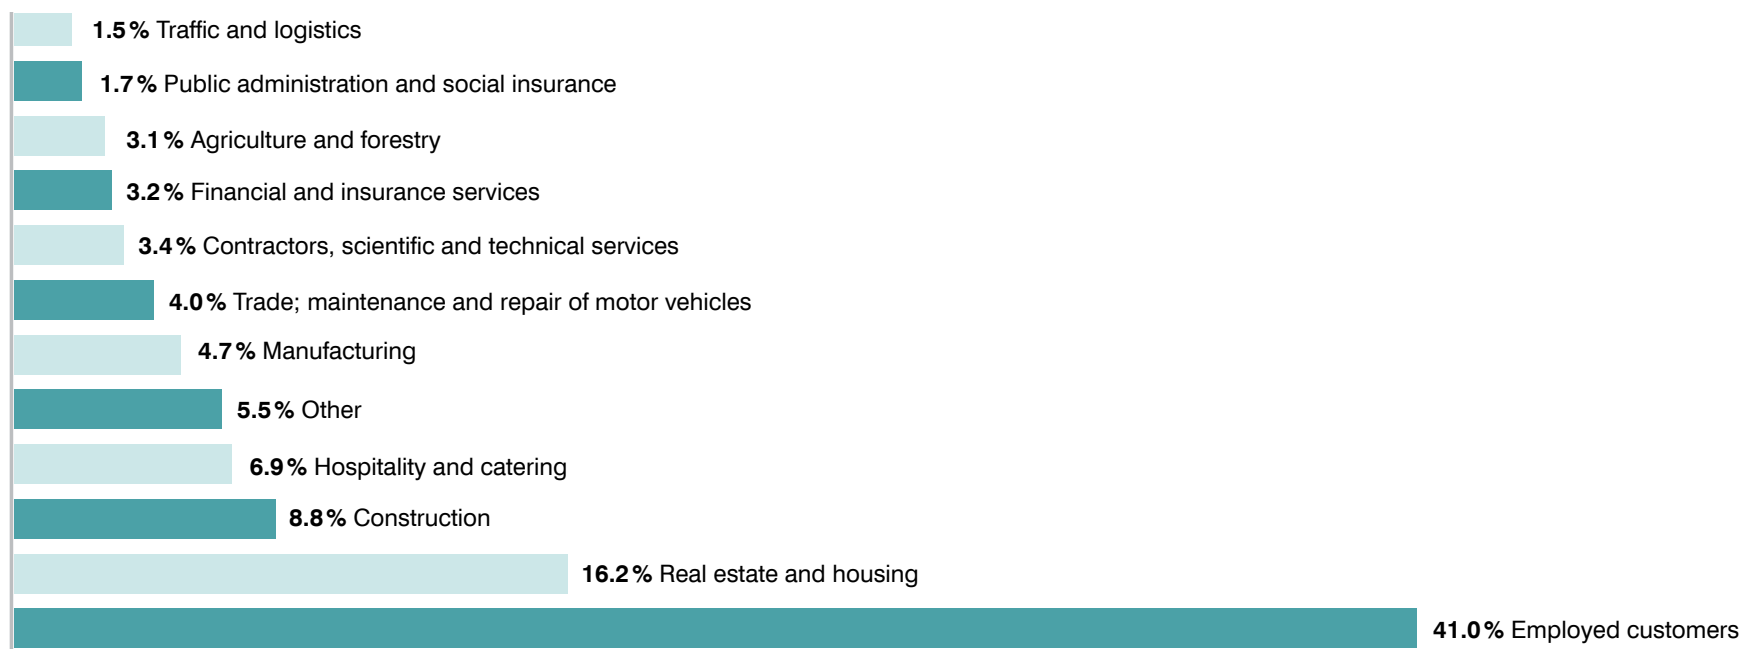 1.5% Traffic and logistics
1.7% Public administration and social insurance
3.1% Agriculture and forestry
3.2% Financial and insurance services
3.4% Contractors, scientific and technical services
4.0% Trade; maintenance and repair of motor vehicles
4.7% Manufacturing
5.5% Other
6.9% Hospitality and catering
8.8% Construction
16.2% Real estate and housing
41.0% Employed customers